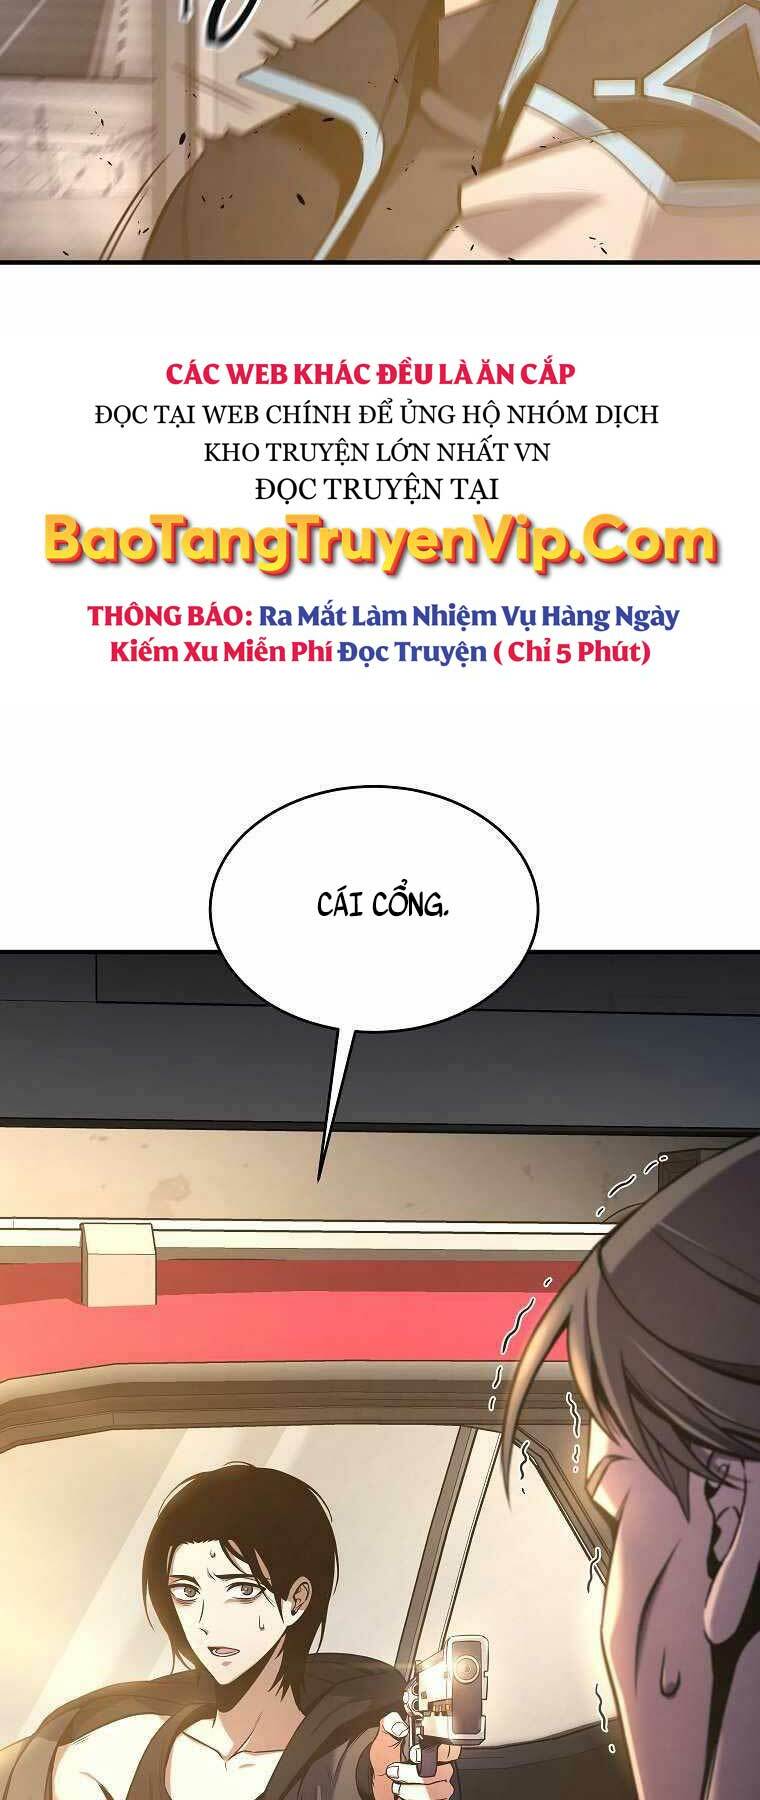 CÁC WEB KHÁC ĐỀU LÀ ĂN CẮP
ĐỌC TẠI WEB CHÍNH ĐỂ ỦNG HỘ NHÓM DỊCH
KHO TRUYỆN LỚN NHẤT VN
ĐỌC TRUYỆN TẠI
BaoTangTruyenVip.Com
THÔNG BÁO: Ra Mắt Làm Nhiệm Vụ Hàng Ngày
Kiếm Xu Miễn Phí Đọc Truyện ( Chỉ 5 Phút)
CÁI CỔNG.